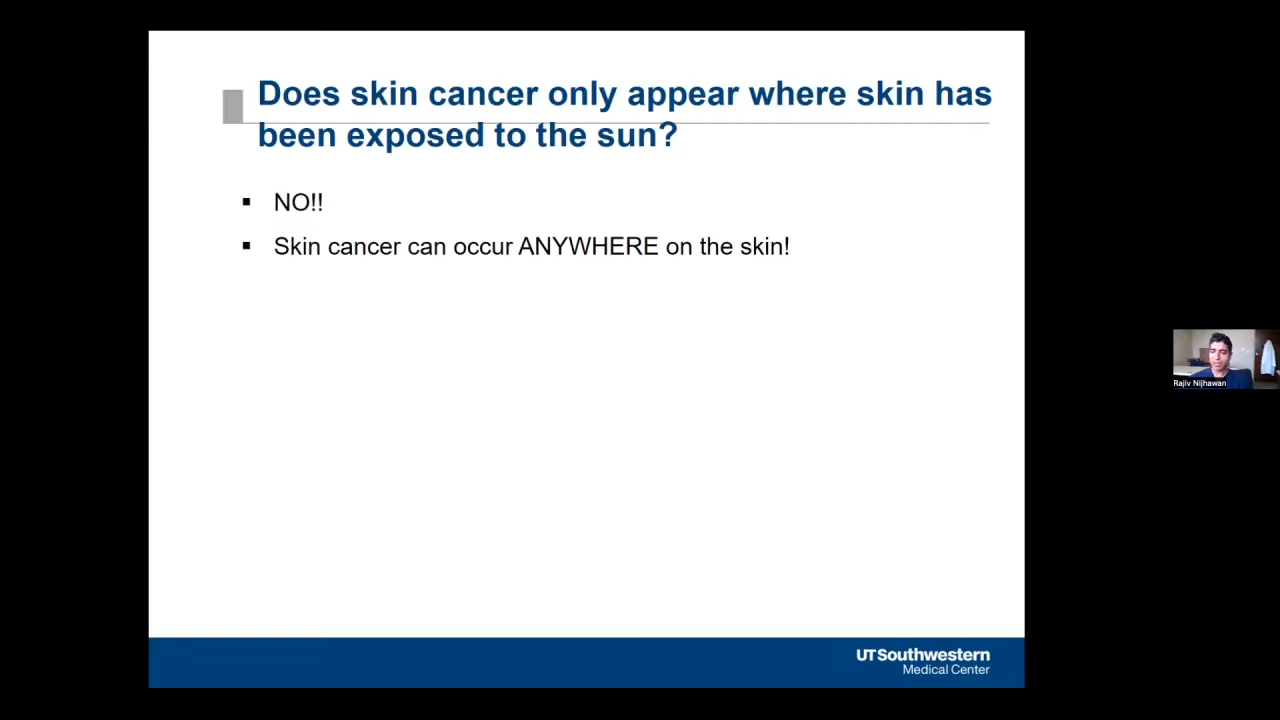 Does skin cancer only appear where skin has
been exposed to the sun?
▪ NO!!
▪ Skin cancer can occur ANYWHERE on the skin!
Rajiv Nijhawan
UTSouthwestern
Medical Center